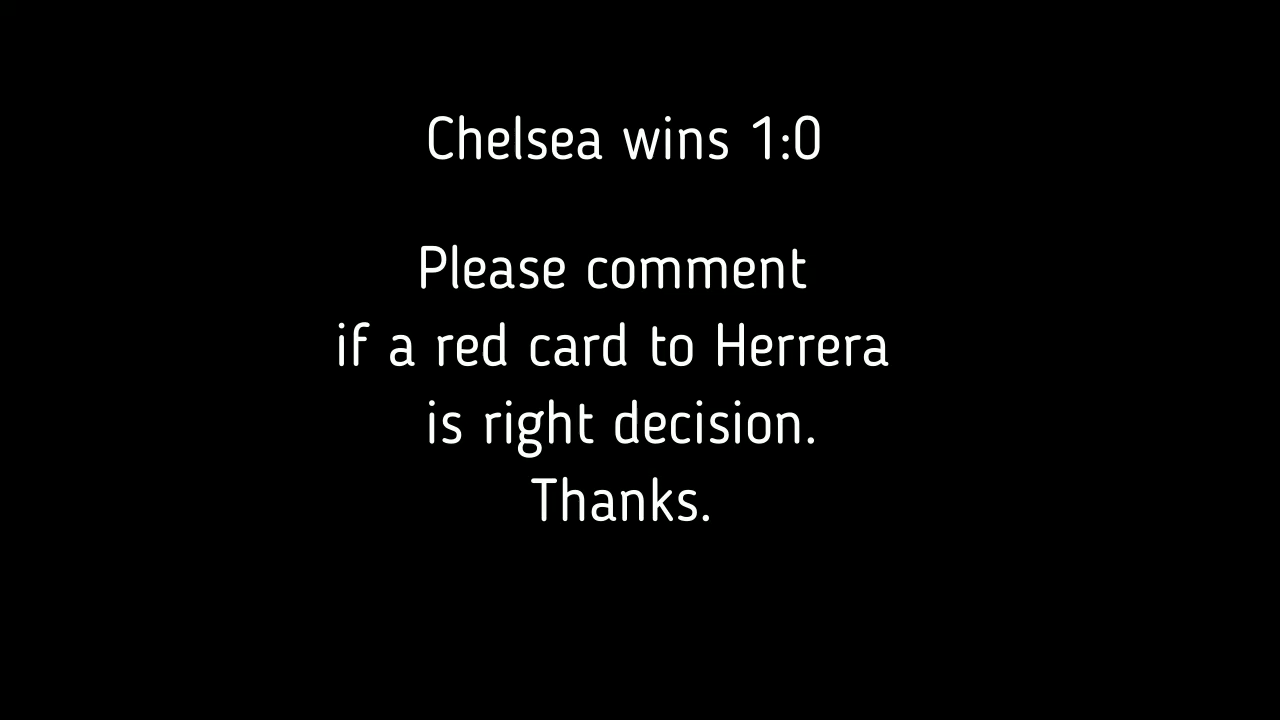 Chelsea wins 1:0
Please comment
if a red card to Herrera
is right decision.
Thanks.